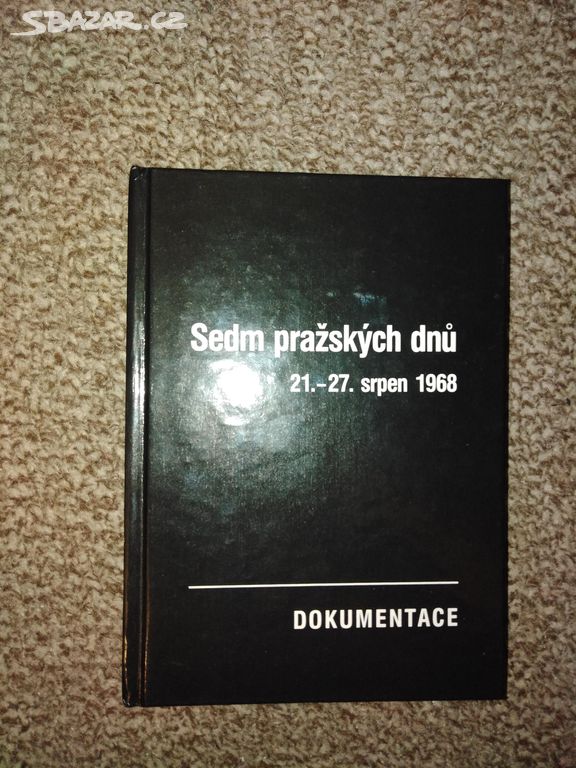 SBAZAR.CZ
Sedm pražských dnů
21.-27. srpen 1968
DOKUMENTACE